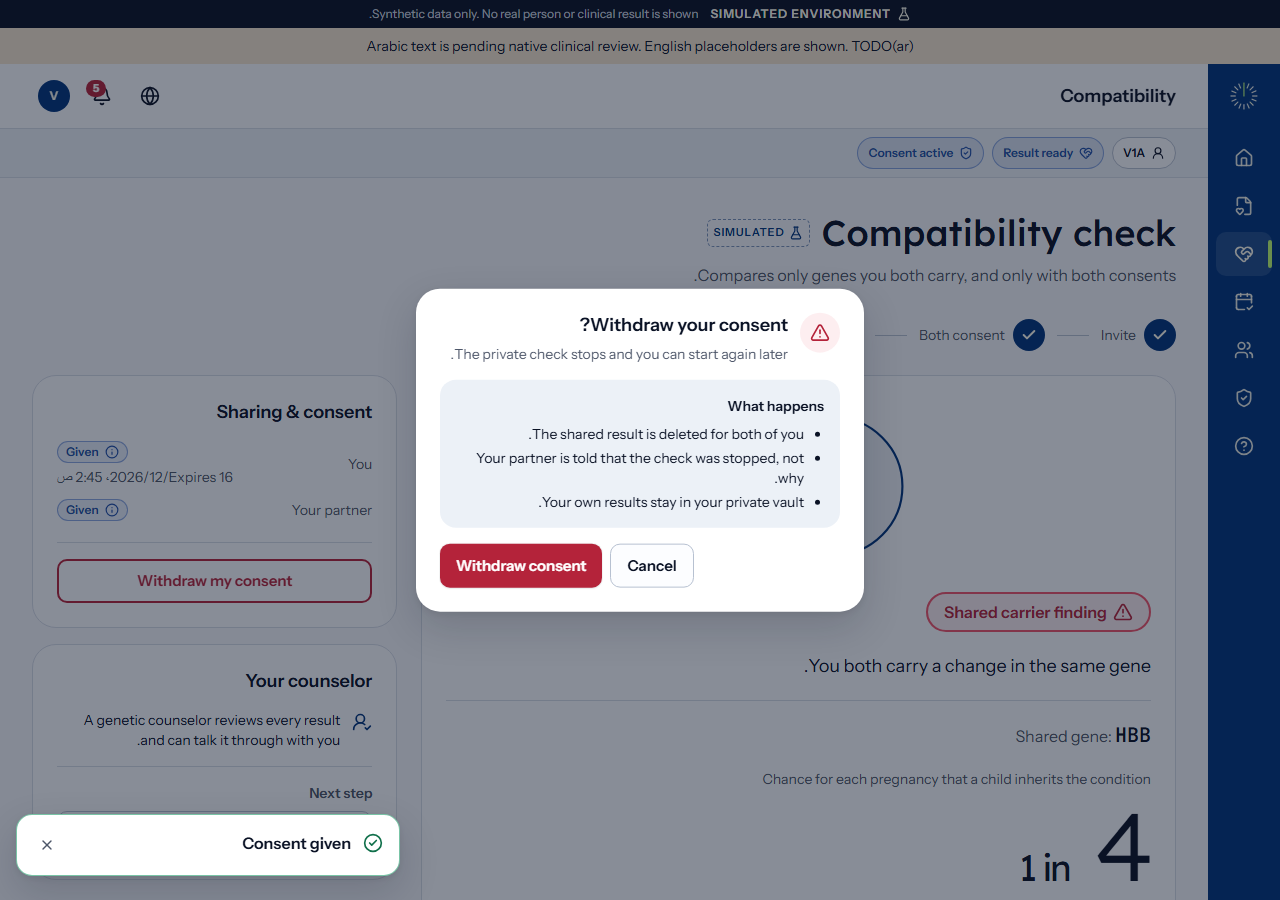 SIMULATED ENVIRONMENT .Synthetic data only. No real person or clinical result is shown
Arabic text is pending native clinical review. English placeholders are shown. TODO(ar)
Compatibility
5
V
V1A
Result ready
Consent active
Compatibility check
SIMULATED
.Compares only genes you both carry, and only with both consents
Invite
Both consent
?Withdraw your consent
.The private check stops and you can start again later
What happens
.The shared result is deleted for both of you
Your partner is told that the check was stopped, not
.why
.Your own results stay in your private vault
Cancel
Withdraw consent
Shared carrier finding
.You both carry a change in the same gene
Shared gene: HBB
Chance for each pregnancy that a child inherits the condition
1 in 4
Sharing & consent
You
Given
Expires 16/12/2026، 2:45 ص
Your partner
Given
Withdraw my consent
Your counselor
A genetic counselor reviews every result
.and can talk it through with you
Next step
Consent given